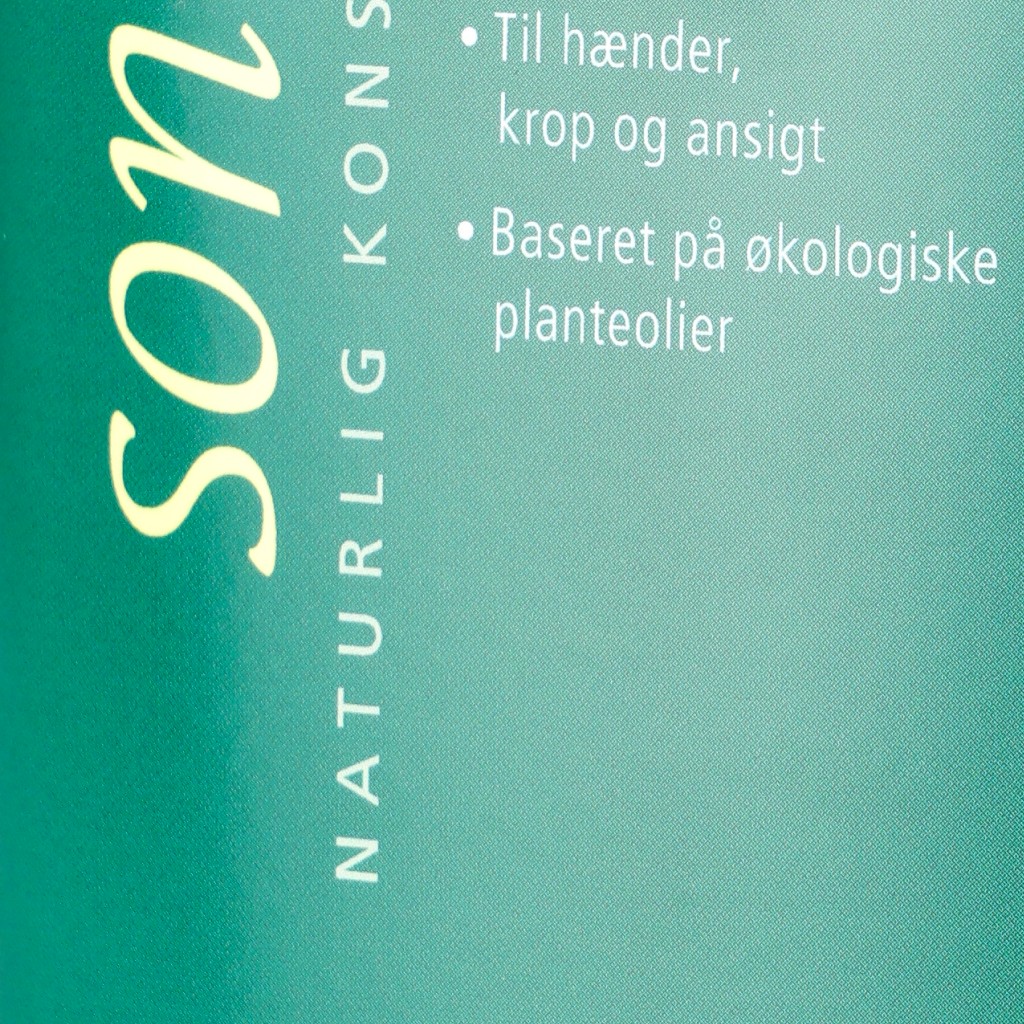 son
NATURLIG KONS
• Til hænder,
krop og ansigt
• Baseret på økologiske
planteolier